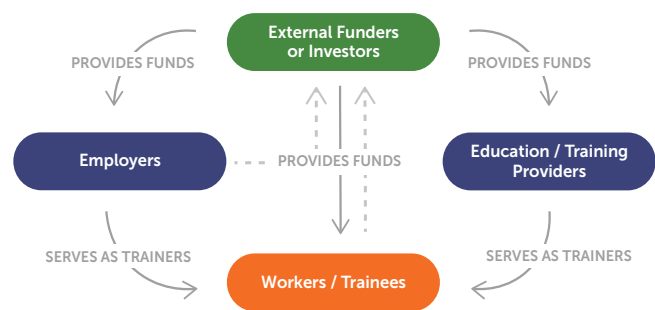 External Funders
or Investors
PROVIDES FUNDS
PROVIDES FUNDS
Employers
PROVIDES FUNDS
Education / Training
Providers
SERVES AS TRAINERS
SERVES AS TRAINERS
Workers / Trainees